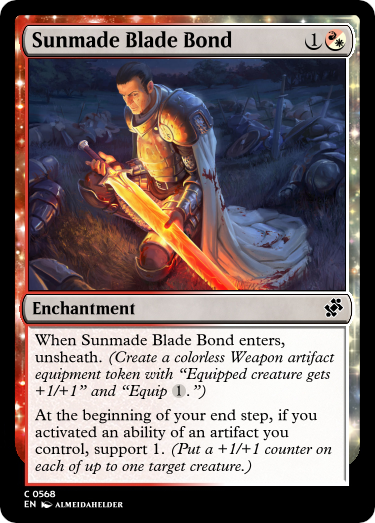 Sunmade Blade Bond 1
Enchantment
When Sunmade Blade Bond enters,
unsheath. (Create a colorless Weapon artifact
equipment token with “Equipped creature gets
+1/+1” and “Equip 1.”)
At the beginning of your end step, if you
activated an ability of an artifact you
control, support 1. (Put a +1/+1 counter on
each of up to one target creature.)
C 0568
EN ALMEIDAHELDER